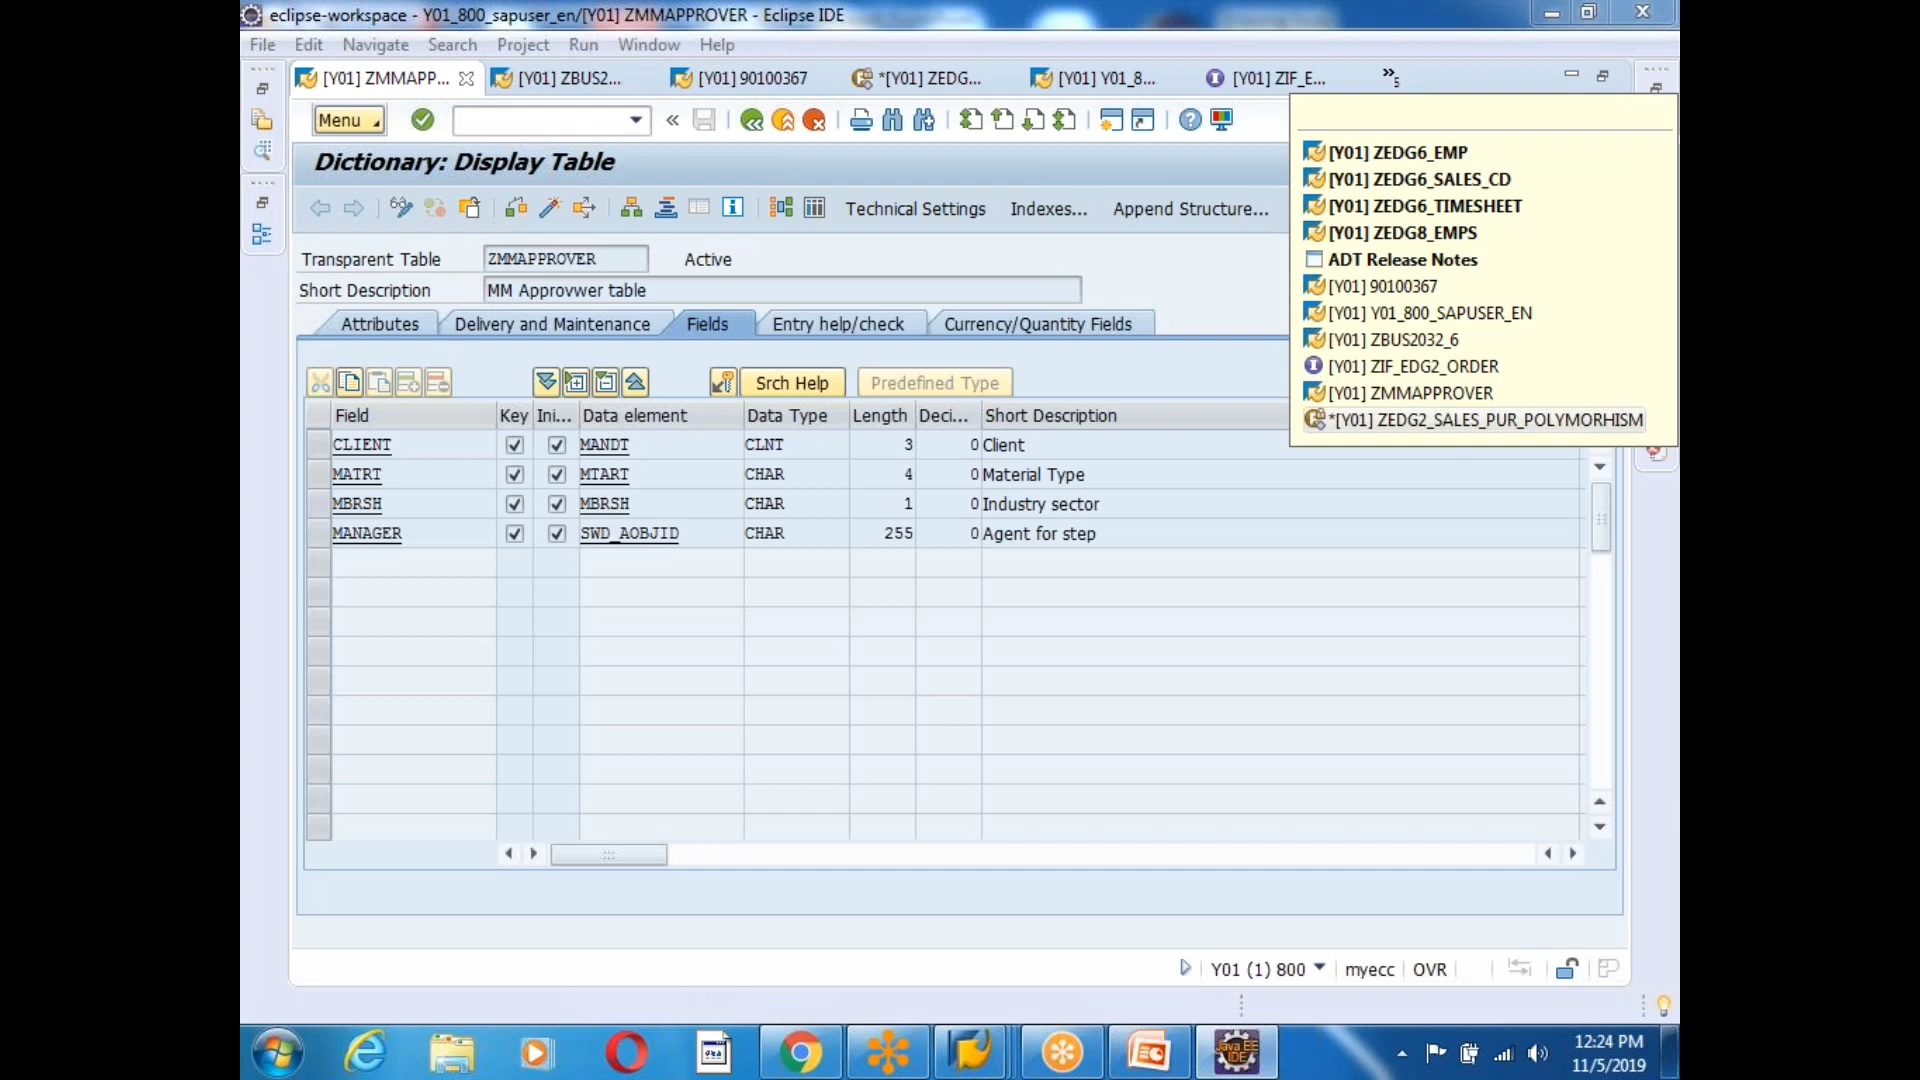 eclipse-workspace - Y01_800_sapuser_en/[Y01] ZMMAPPROVER - Eclipse IDE
File Edit Navigate Search Project Run Window Help
[Y01] ZMMAPP... [Y01] ZBUS2... [Y01] 90100367 *[Y01] ZEDG... [Y01] Y01_8... [Y01] ZIF_E... »5
Menu
Dictionary: Display Table
Technical Settings Indexes... Append Structure...
Transparent Table ZMMAPPROVER Active
Short Description MM Approvwer table
Attributes Delivery and Maintenance Fields Entry help/check Currency/Quantity Fields
Srch Help Predefined Type
Field Key Ini... Data element Data Type Length Deci... Short Description
CLIENT MANDT CLNT 3 0 Client
MATRT MTART CHAR 4 0 Material Type
MBRSH MBRSH CHAR 1 0 Industry sector
MANAGER SWD_AOBJID CHAR 255 0 Agent for step
[Y01] ZEDG6_EMP
[Y01] ZEDG6_SALES_CD
[Y01] ZEDG6_TIMESHEET
[Y01] ZEDG8_EMPS
ADT Release Notes
[Y01] 90100367
[Y01] Y01_800_SAPUSER_EN
[Y01] ZBUS2032_6
[Y01] ZIF_EDG2_ORDER
[Y01] ZMMAPPROVER
*[Y01] ZEDG2_SALES_PUR_POLYMORHISM
Y01 (1) 800 myecc OVR
Java EE
IDE
12:24 PM
11/5/2019